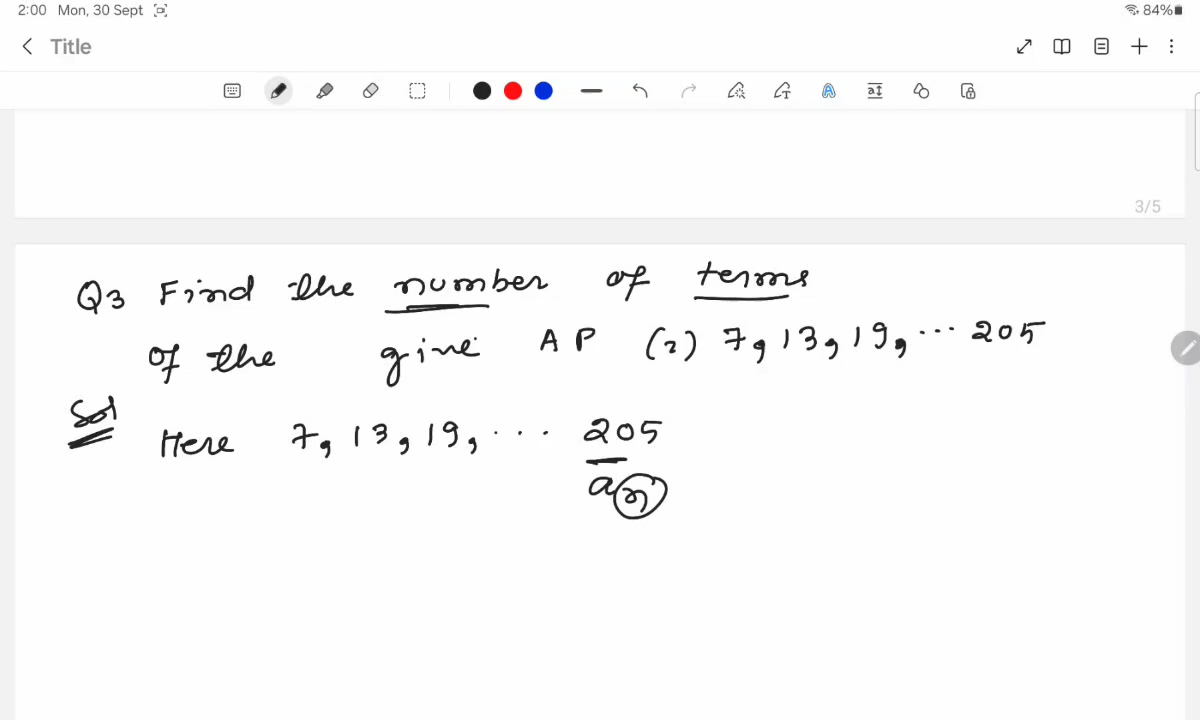 2:00 Mon, 30 Sept 84%
Title
3/5
Q3 Find the number of terms
of the give AP (i) 7, 13, 19, ... 205
Sol
Here 7, 13, 19, ... 205
an